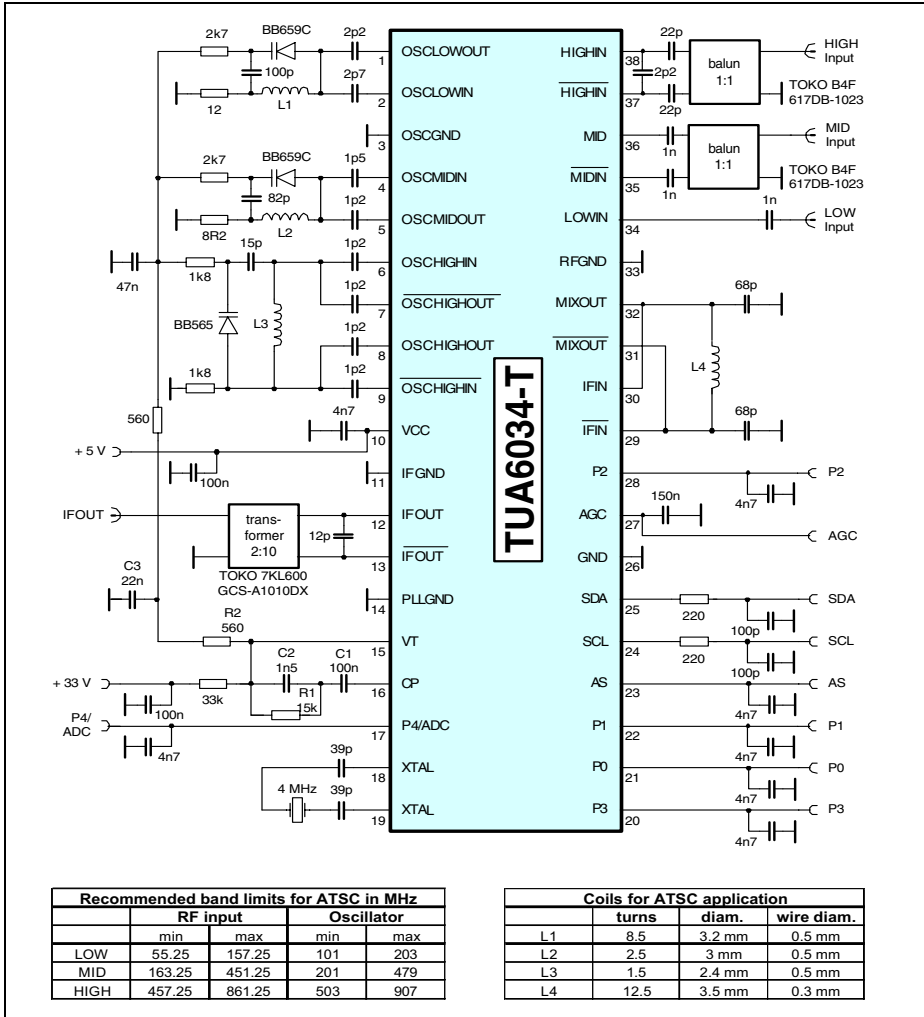 2k7
BB659C
2p2
100p
2p7
12
L1
1 OSCLOWOUT
2 OSCLOWIN
3 OSCGND
2k7
BB659C
1p5
82p
1p2
8R2
L2
4 OSCMIDIN
5 OSCMIDOUT
15p
1p2
47n
1k8
1p2
BB565
L3
1p2
1k8
1p2
6 OSCHIGHIN
7 OSCHIGHOUT
8 OSCHIGHOUT
9 OSCHIGHIN
560
4n7
10 VCC
+ 5 V
100n
11 IFGND
IFOUT
trans-
former
2:10
12p
12 IFOUT
13 IFOUT
TOKO 7KL600
GCS-A1010DX
C3
22n
14 PLLGND
R2
560
15 VT
C2
1n5
C1
100n
16 CP
+ 33 V
100n
33k
R1
15k
P4/
ADC
4n7
17 P4/ADC
39p
18 XTAL
4 MHz
39p
19 XTAL
TUA6034-T
HIGHIN 38
22p
2p2
HIGHIN 37
22p
balun
1:1
HIGH
Input
TOKO B4F
617DB-1023
MID 36
1n
MIDIN 35
1n
balun
1:1
MID
Input
TOKO B4F
617DB-1023
LOWIN 34
1n
LOW
Input
RFGND 33
MIXOUT 32
68p
MIXOUT 31
L4
IFIN 30
IFIN 29
68p
P2 28
4n7
P2
AGC 27
150n
AGC
GND 26
SDA 25
220
100p
SDA
SCL 24
220
100p
SCL
AS 23
4n7
AS
P1 22
4n7
P1
P0 21
4n7
P0
P3 20
4n7
P3
Recommended band limits for ATSC in MHz
RF input Oscillator
min max min max
LOW 55.25 157.25 101 203
MID 163.25 451.25 201 479
HIGH 457.25 861.25 503 907
Coils for ATSC application
turns diam. wire diam.
L1 8.5 3.2 mm 0.5 mm
L2 2.5 3 mm 0.5 mm
L3 1.5 2.4 mm 0.5 mm
L4 12.5 3.5 mm 0.3 mm